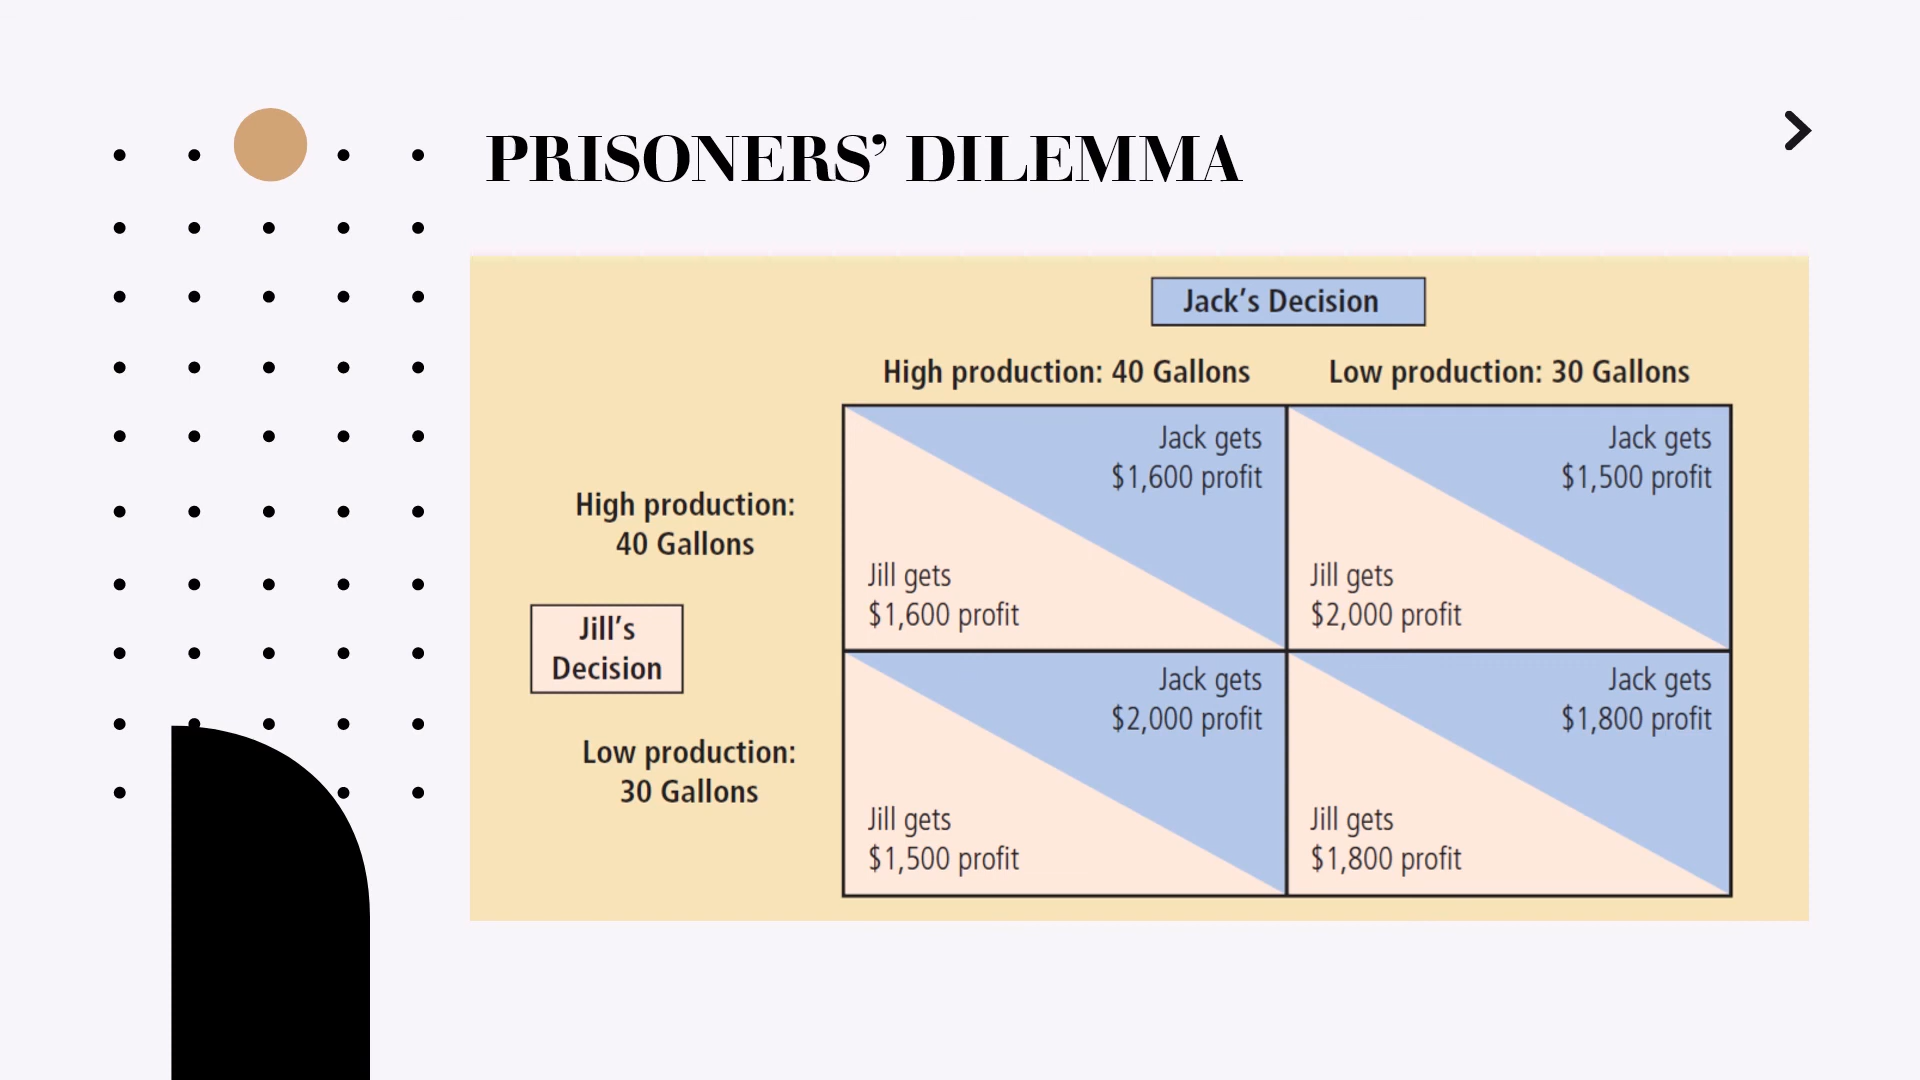 PRISONERS’ DILEMMA
Jack’s Decision
High production: 40 Gallons
Low production: 30 Gallons
High production:
40 Gallons
Jack gets
$1,600 profit
Jill gets
$1,600 profit
Jack gets
$1,500 profit
Jill gets
$2,000 profit
Jill’s
Decision
Low production:
30 Gallons
Jack gets
$2,000 profit
Jill gets
$1,500 profit
Jack gets
$1,800 profit
Jill gets
$1,800 profit